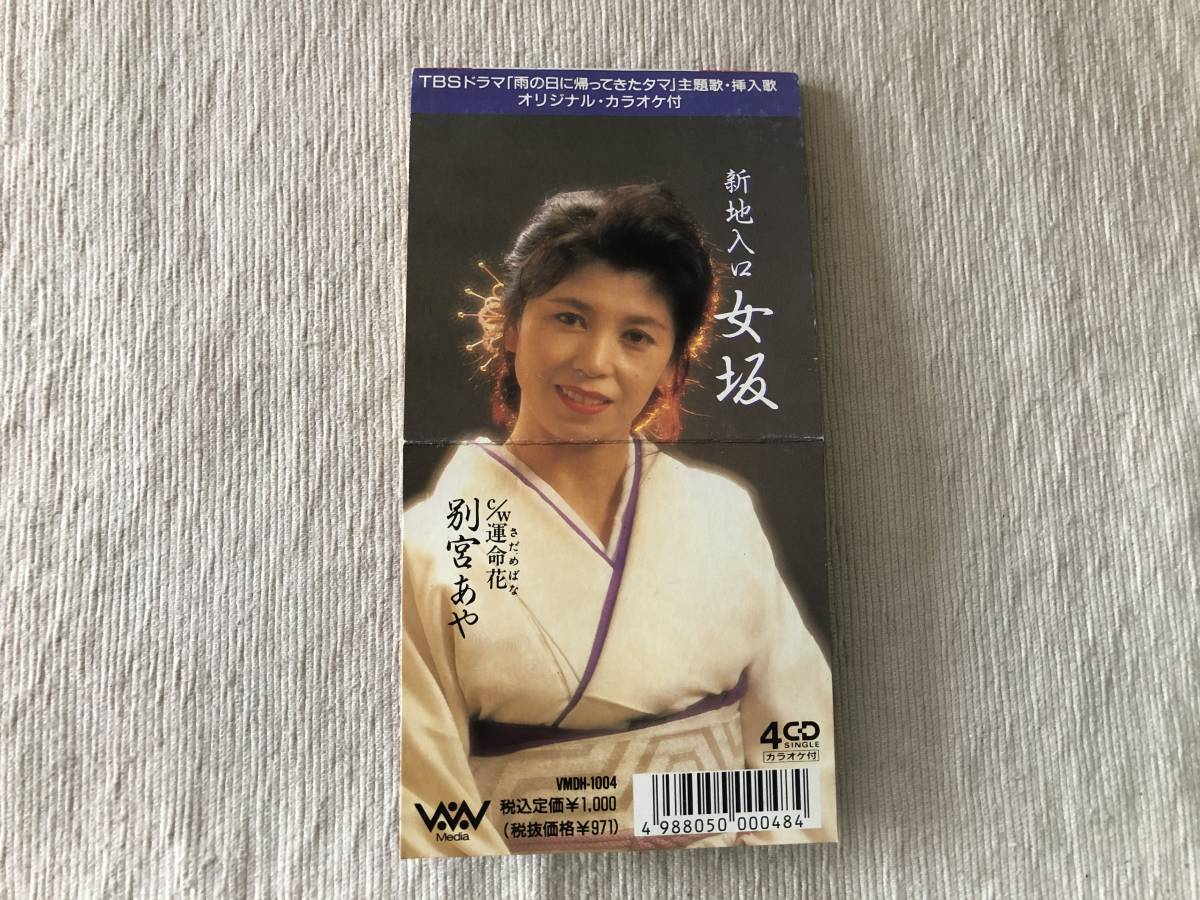 TBSドラマ「雨の日に帰ってきたタマ」主題歌・挿入歌
オリジナル・カラオケ付
新地入口
女坂
c/w運命花
さだめばな
別宮あや
4 CD
SINGLE
カラオケ付
VMDH-1004
税込定価¥1,000
(税抜価格¥971)
Media
4 988050 000484